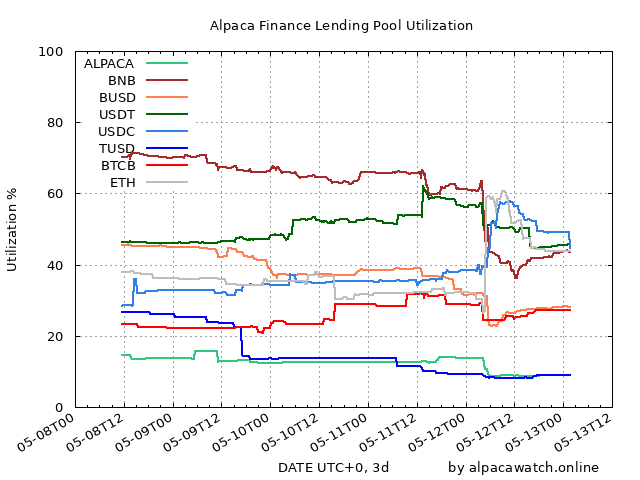 Alpaca Finance Lending Pool Utilization
100
80
60
40
20
0
Utilization %
ALPACA
BNB
BUSD
USDT
USDC
TUSD
BTCB
ETH
05-08T00
05-08T12
05-09T00
05-09T12
05-10T00
05-10T12
05-11T00
05-11T12
05-12T00
05-12T12
05-13T00
05-13T12
DATE UTC+0, 3d
by alpacawatch.online